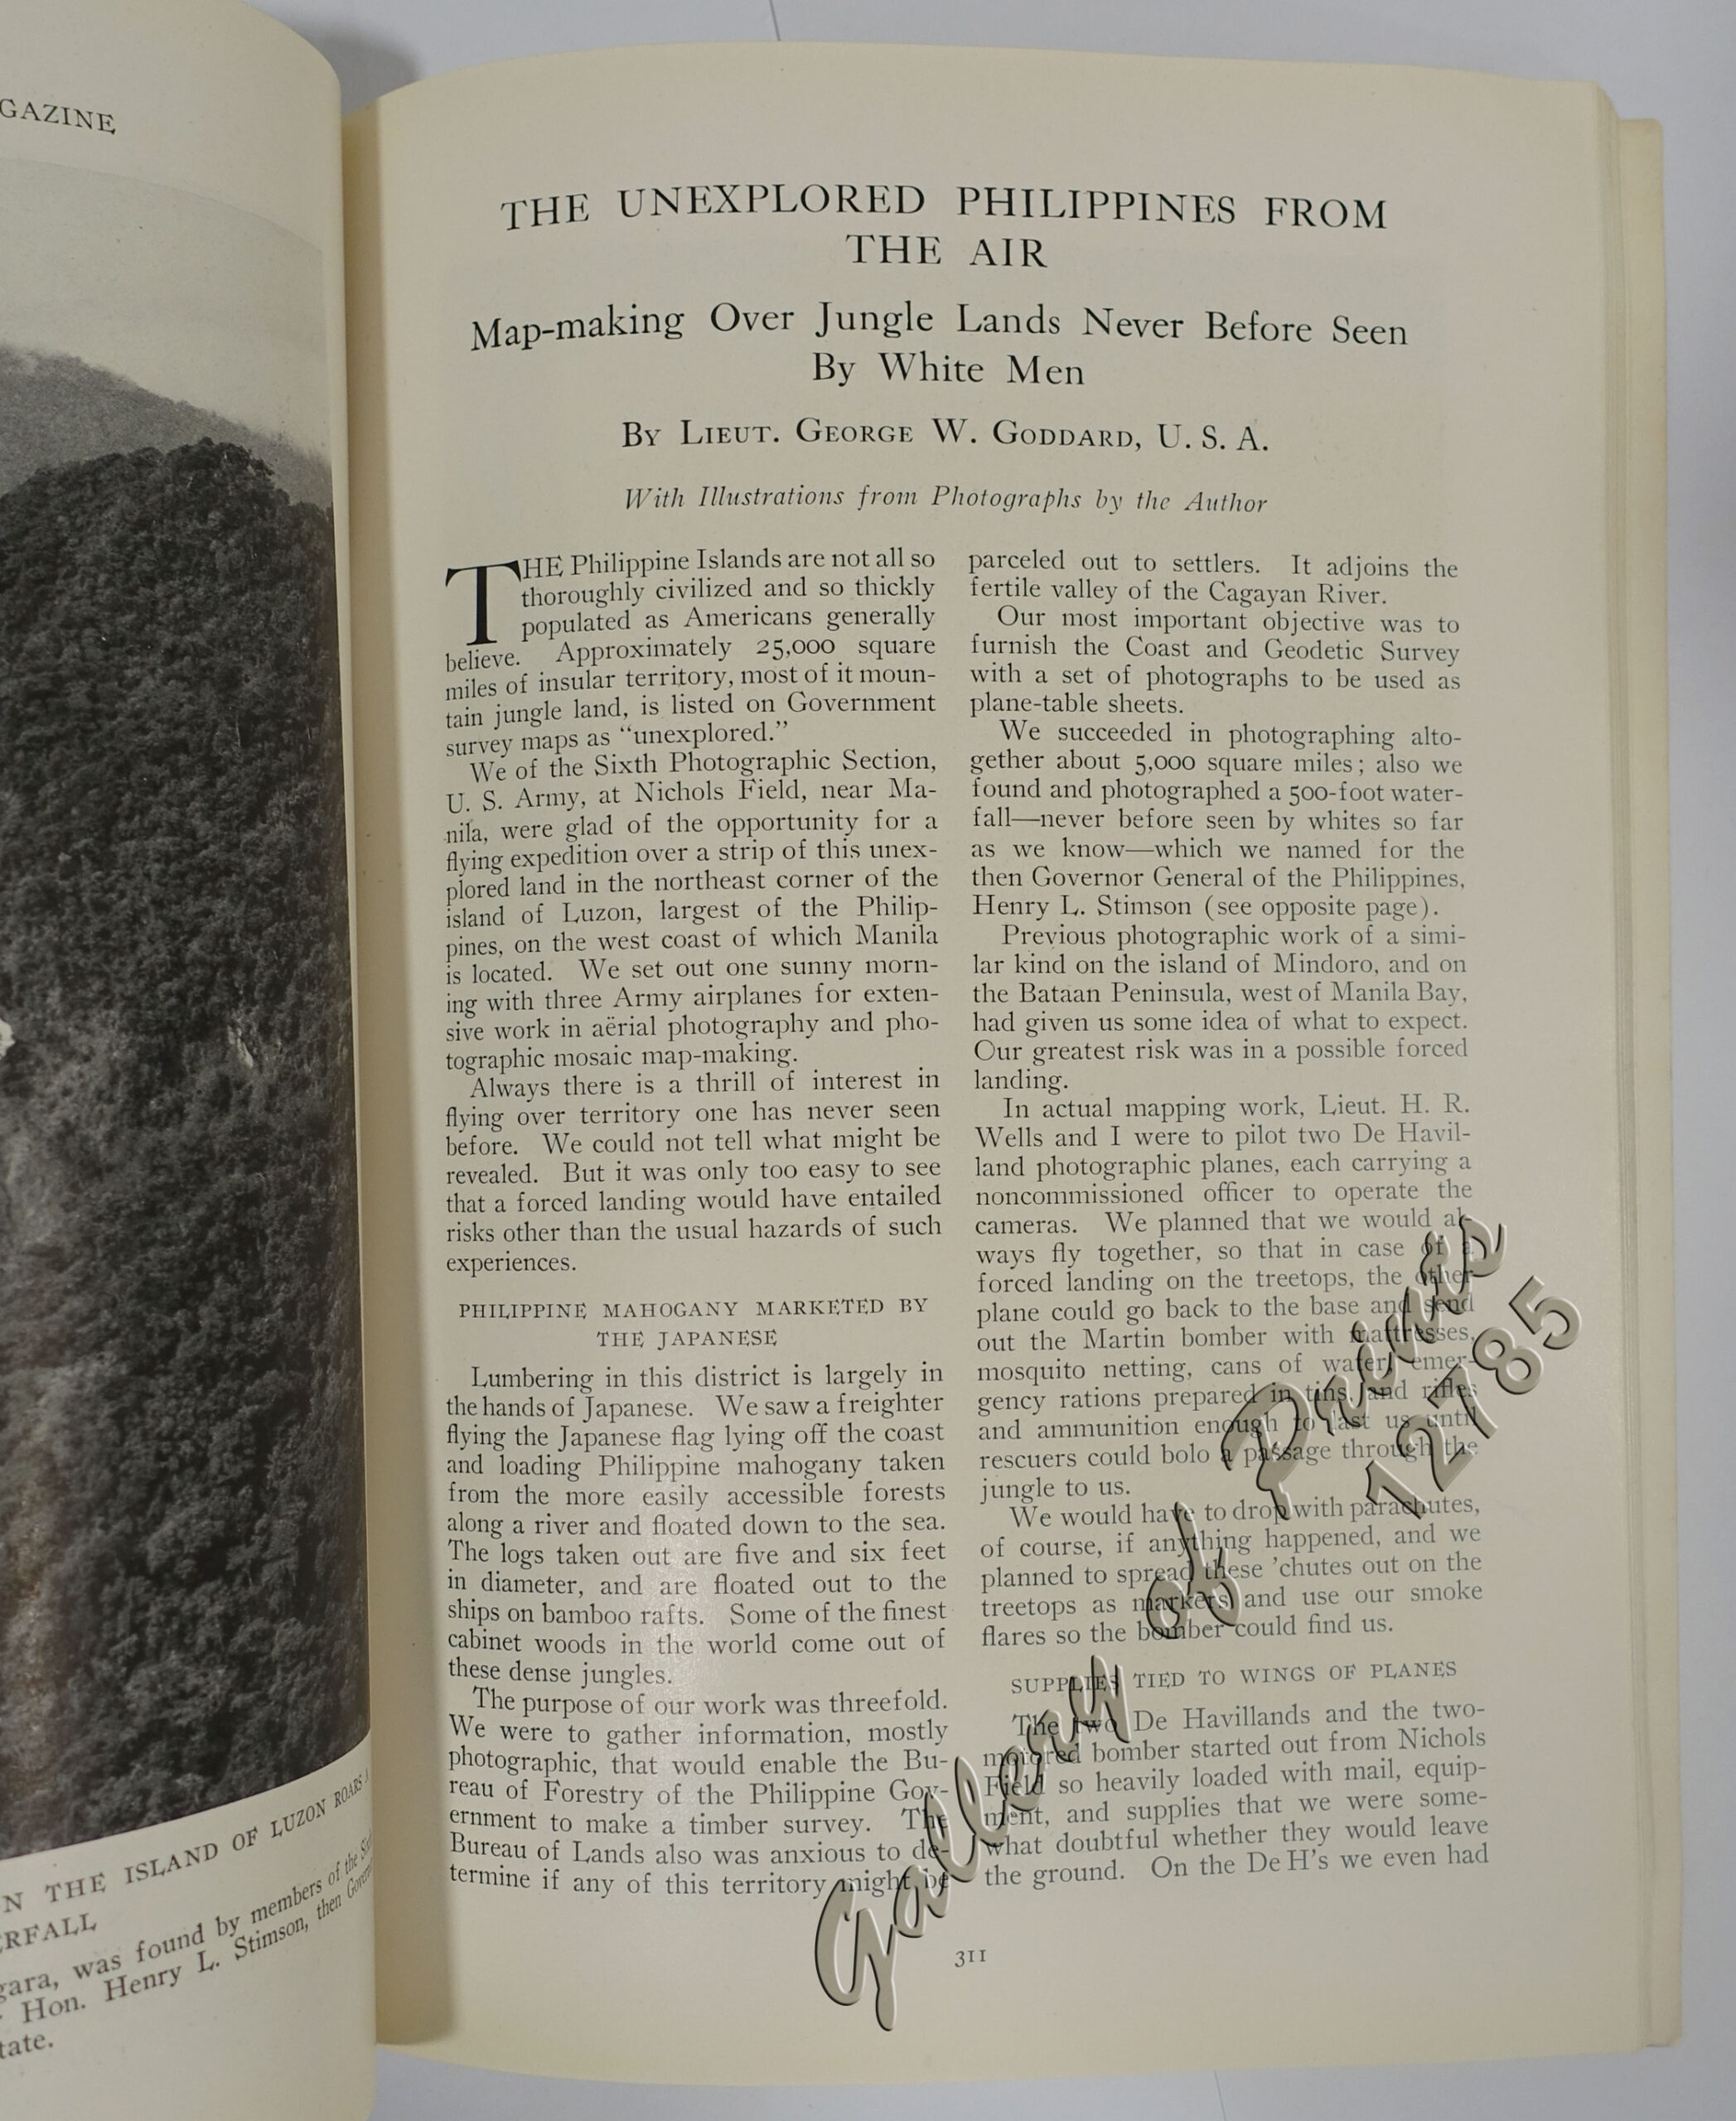 GAZINE
N THE ISLAND OF LUZON ROARS
ERFALL
gara, was found by members of the
Hon. Henry L. Stimson, then
tate.
THE UNEXPLORED PHILIPPINES FROM
THE AIR
Map-making Over Jungle Lands Never Before Seen
By White Men
By Lieut. George W. Goddard, U. S. A.
With Illustrations from Photographs by the Author
THE Philippine Islands are not all so
thoroughly civilized and so thickly
populated as Americans generally
believe. Approximately 25,000 square
miles of insular territory, most of it moun-
tain jungle land, is listed on Government
survey maps as “unexplored.”
We of the Sixth Photographic Section,
U. S. Army, at Nichols Field, near Ma-
nila, were glad of the opportunity for a
flying expedition over a strip of this unex-
plored land in the northeast corner of the
island of Luzon, largest of the Philip-
pines, on the west coast of which Manila
is located. We set out one sunny morn-
ing with three Army airplanes for exten-
sive work in aërial photography and pho-
tographic mosaic map-making.
Always there is a thrill of interest in
flying over territory one has never seen
before. We could not tell what might be
revealed. But it was only too easy to see
that a forced landing would have entailed
risks other than the usual hazards of such
experiences.
PHILIPPINE MAHOGANY MARKETED BY
THE JAPANESE
Lumbering in this district is largely in
the hands of Japanese. We saw a freighter
flying the Japanese flag lying off the coast
and loading Philippine mahogany taken
from the more easily accessible forests
along a river and floated down to the sea.
The logs taken out are five and six feet
in diameter, and are floated out to the
ships on bamboo rafts. Some of the finest
cabinet woods in the world come out of
these dense jungles.
The purpose of our work was threefold.
We were to gather information, mostly
photographic, that would enable the Bu-
reau of Forestry of the Philippine Gov-
ernment to make a timber survey. The
Bureau of Lands also was anxious to de-
termine if any of this territory might be
parceled out to settlers. It adjoins the
fertile valley of the Cagayan River.
Our most important objective was to
furnish the Coast and Geodetic Survey
with a set of photographs to be used as
plane-table sheets.
We succeeded in photographing alto-
gether about 5,000 square miles; also we
found and photographed a 500-foot water-
fall—never before seen by whites so far
as we know—which we named for the
then Governor General of the Philippines,
Henry L. Stimson (see opposite page).
Previous photographic work of a simi-
lar kind on the island of Mindoro, and on
the Bataan Peninsula, west of Manila Bay,
had given us some idea of what to expect.
Our greatest risk was in a possible forced
landing.
In actual mapping work, Lieut. H. R.
Wells and I were to pilot two De Havil-
land photographic planes, each carrying a
noncommissioned officer to operate the
cameras. We planned that we would al-
ways fly together, so that in case of a
forced landing on the treetops, the other
plane could go back to the base and send
out the Martin bomber with mattresses,
mosquito netting, cans of water, emer-
gency rations prepared in tins, and rifles
and ammunition enough to last us until
rescuers could bolo a passage through the
jungle to us.
We would have to drop with parachutes,
of course, if anything happened, and we
planned to spread these ’chutes out on the
treetops as markers and use our smoke
flares so the bomber could find us.
SUPPLIES TIED TO WINGS OF PLANES
The two De Havillands and the two-
motored bomber started out from Nichols
Field so heavily loaded with mail, equip-
ment, and supplies that we were some-
what doubtful whether they would leave
the ground. On the De H’s we even had
311
Gallery of Prints
12785